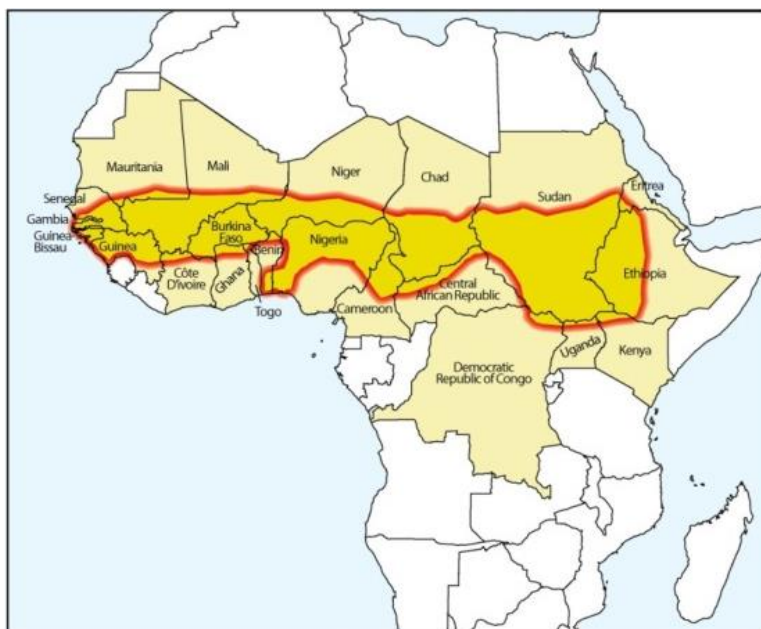 Mauritania
Mali
Niger
Chad
Sudan
Eritrea
Senegal
Gambia
Guinea
Bissau
Guinea
Burkina
Faso
Benin
Nigeria
Côte
D'ivoire
Ghana
Togo
Cameroon
Central
African Republic
Ethiopia
Uganda
Kenya
Democratic
Republic of Congo